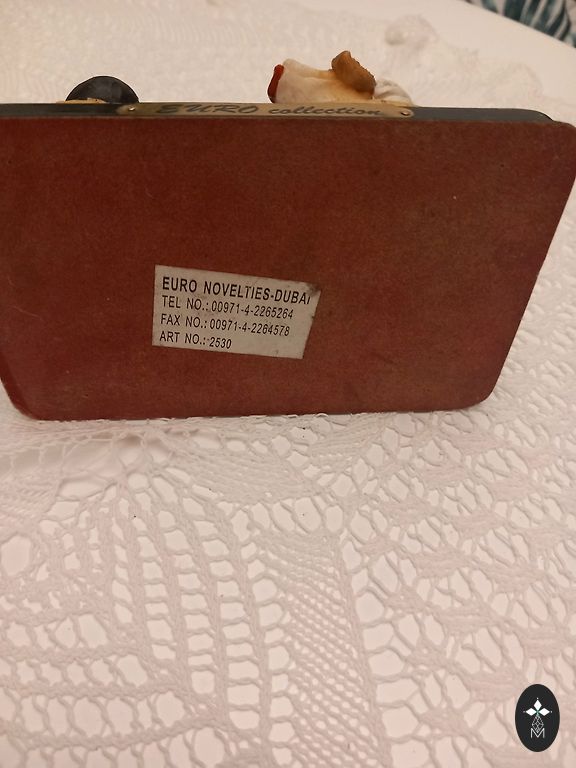 EURO collection
EURO NOVELTIES-DUBAI
TEL NO.: 00971-4-2265264
FAX NO.: 00971-4-2264578
ART NO.: 2530